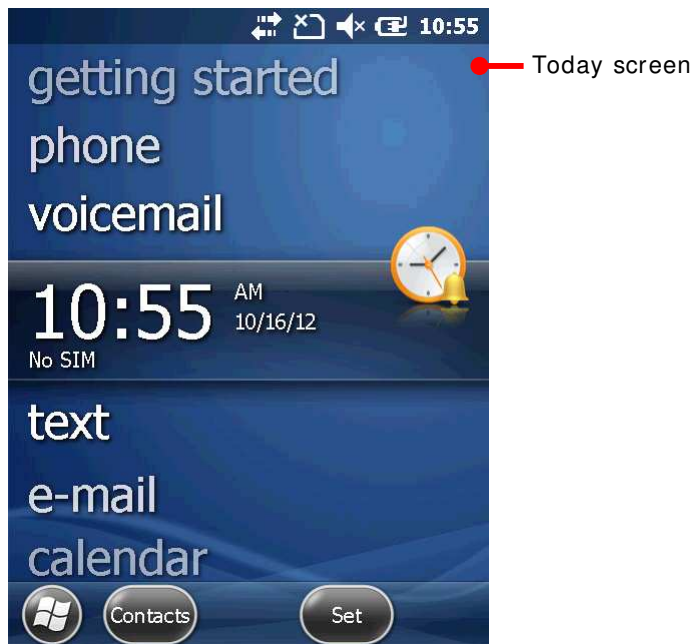 10:55
Today screen
getting started
phone
voicemail
10:55 AM
10/16/12
No SIM
text
e-mail
calendar
Contacts Set